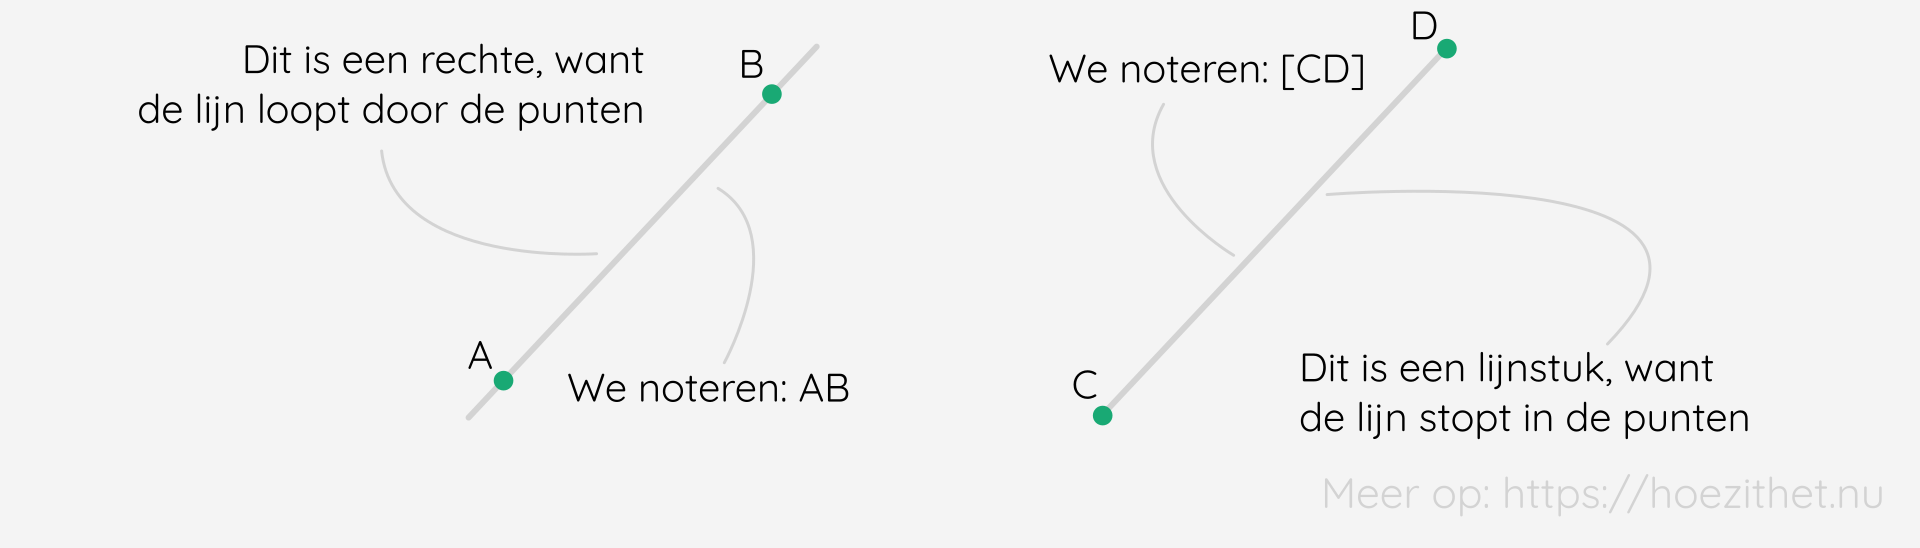 Dit is een rechte, want
de lijn loopt door de punten
B
A
We noteren: AB
D
We noteren: [CD]
C
Dit is een lijnstuk, want
de lijn stopt in de punten
Meer op: https://hoezithet.nu